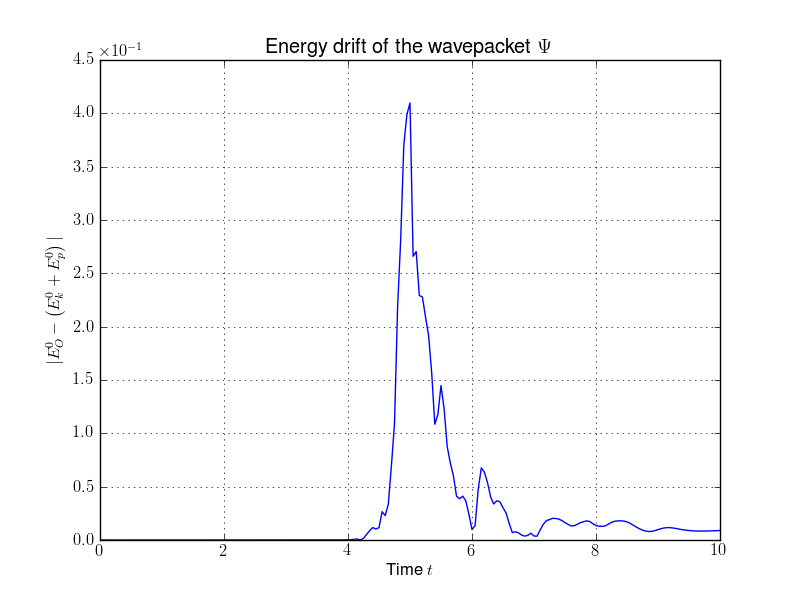 Energy drift of the wavepacket Ψ
×10⁻¹
4.5
4.0
3.5
3.0
2.5
2.0
1.5
1.0
0.5
0.0
|E_O^0 − (E_k^0 + E_p^0)|
0 2 4 6 8 10
Time t